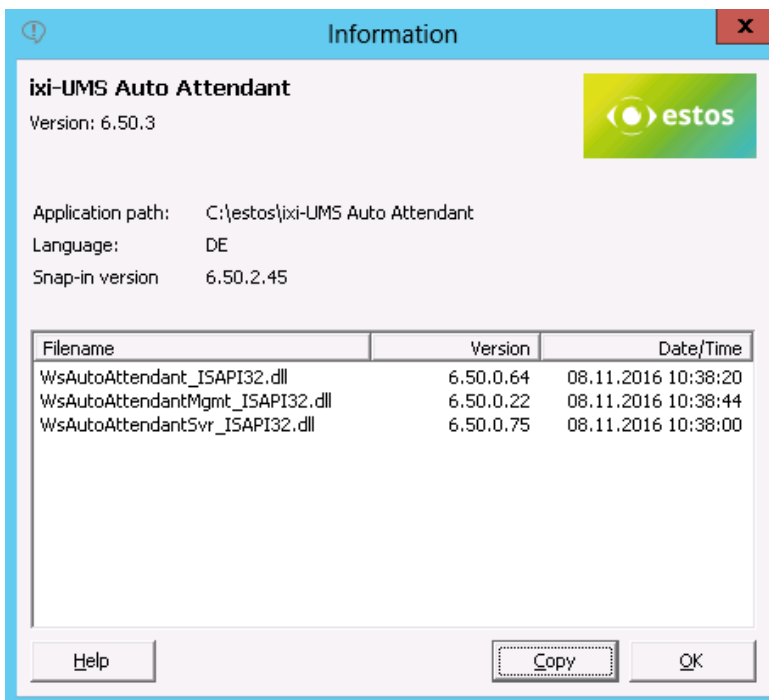 Information
x
ixi-UMS Auto Attendant
Version: 6.50.3
estos
Application path: C:\estos\ixi-UMS Auto Attendant
Language: DE
Snap-in version 6.50.2.45
Filename Version Date/Time
WsAutoAttendant_ISAPI32.dll 6.50.0.64 08.11.2016 10:38:20
WsAutoAttendantMgmt_ISAPI32.dll 6.50.0.22 08.11.2016 10:38:44
WsAutoAttendantSvr_ISAPI32.dll 6.50.0.75 08.11.2016 10:38:00
Help Copy OK